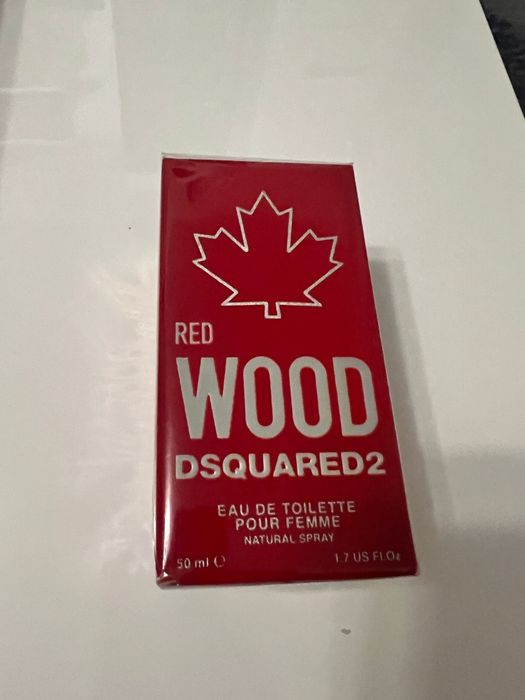 RED
WOOD
DSQUARED2
EAU DE TOILETTE
POUR FEMME
NATURAL SPRAY
50 ml ℮ 1.7 US Fl.Oz